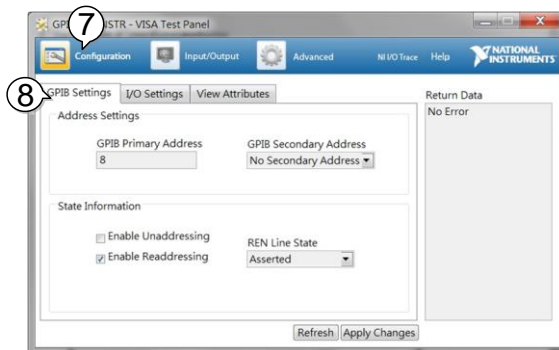 GPIB NSTR - VISA Test Panel
7
Configuration Input/Output Advanced NI I/O Trace Help NATIONAL INSTRUMENTS
8
GPIB Settings I/O Settings View Attributes
Return Data
No Error
Address Settings
GPIB Primary Address GPIB Secondary Address
8 No Secondary Address
State Information
Enable Unaddressing
REN Line State
Enable Readdressing
Asserted
Refresh Apply Changes